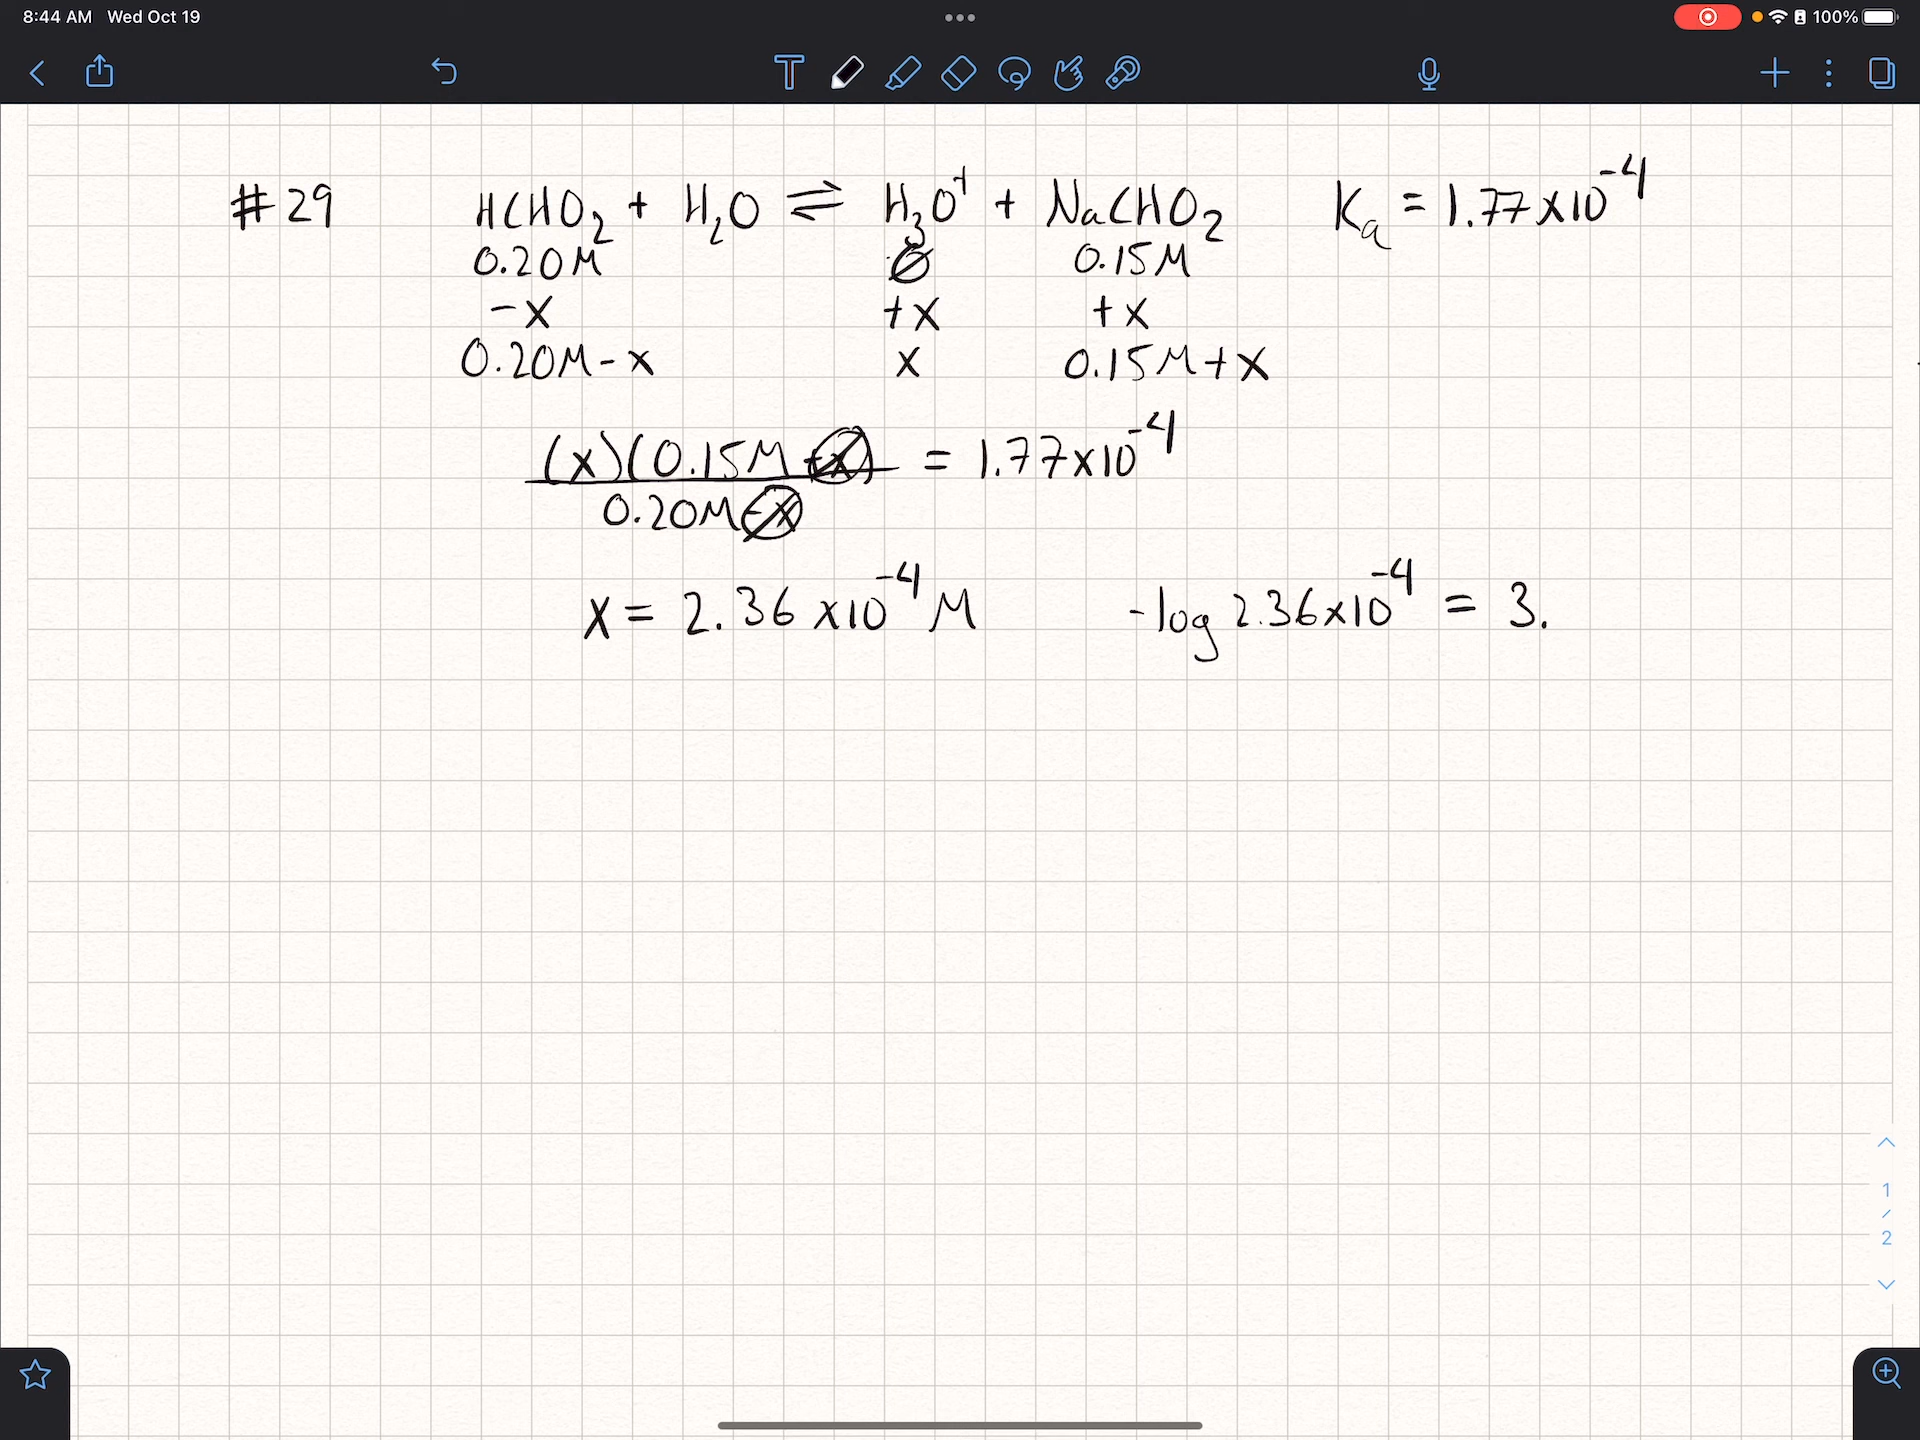 8:44 AM Wed Oct 19
100%
#29 HCHO₂ + H₂O ⇌ H₃O⁺ + NaCHO₂ Kₐ = 1.77x10⁻⁴
0.20M ∅ 0.15M
-x +x +x
0.20M-x x 0.15M+x
(x)(0.15M+x) = 1.77x10⁻⁴
0.20M-x
x = 2.36x10⁻⁴ M -log 2.36x10⁻⁴ = 3.
1
/
2